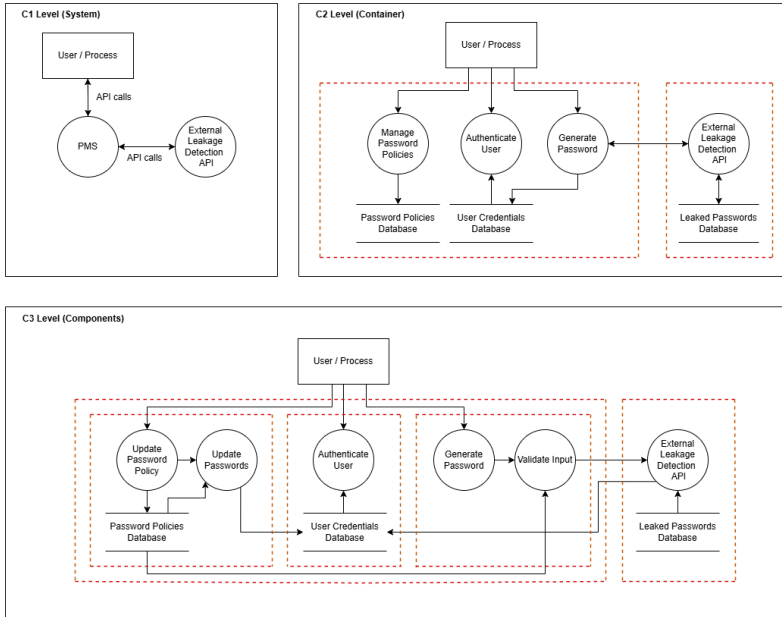 C1 Level (System)
User / Process
API calls
PMS
API calls
External
Leakage
Detection
API
C2 Level (Container)
User / Process
Manage
Password
Policies
Authenticate
User
Generate
Password
External
Leakage
Detection
API
Password Policies
Database
User Credentials
Database
Leaked Passwords
Database
C3 Level (Components)
User / Process
Update
Password
Policy
Update
Passwords
Authenticate
User
Generate
Password
Validate Input
External
Leakage
Detection
API
Password Policies
Database
User Credentials
Database
Leaked Passwords
Database